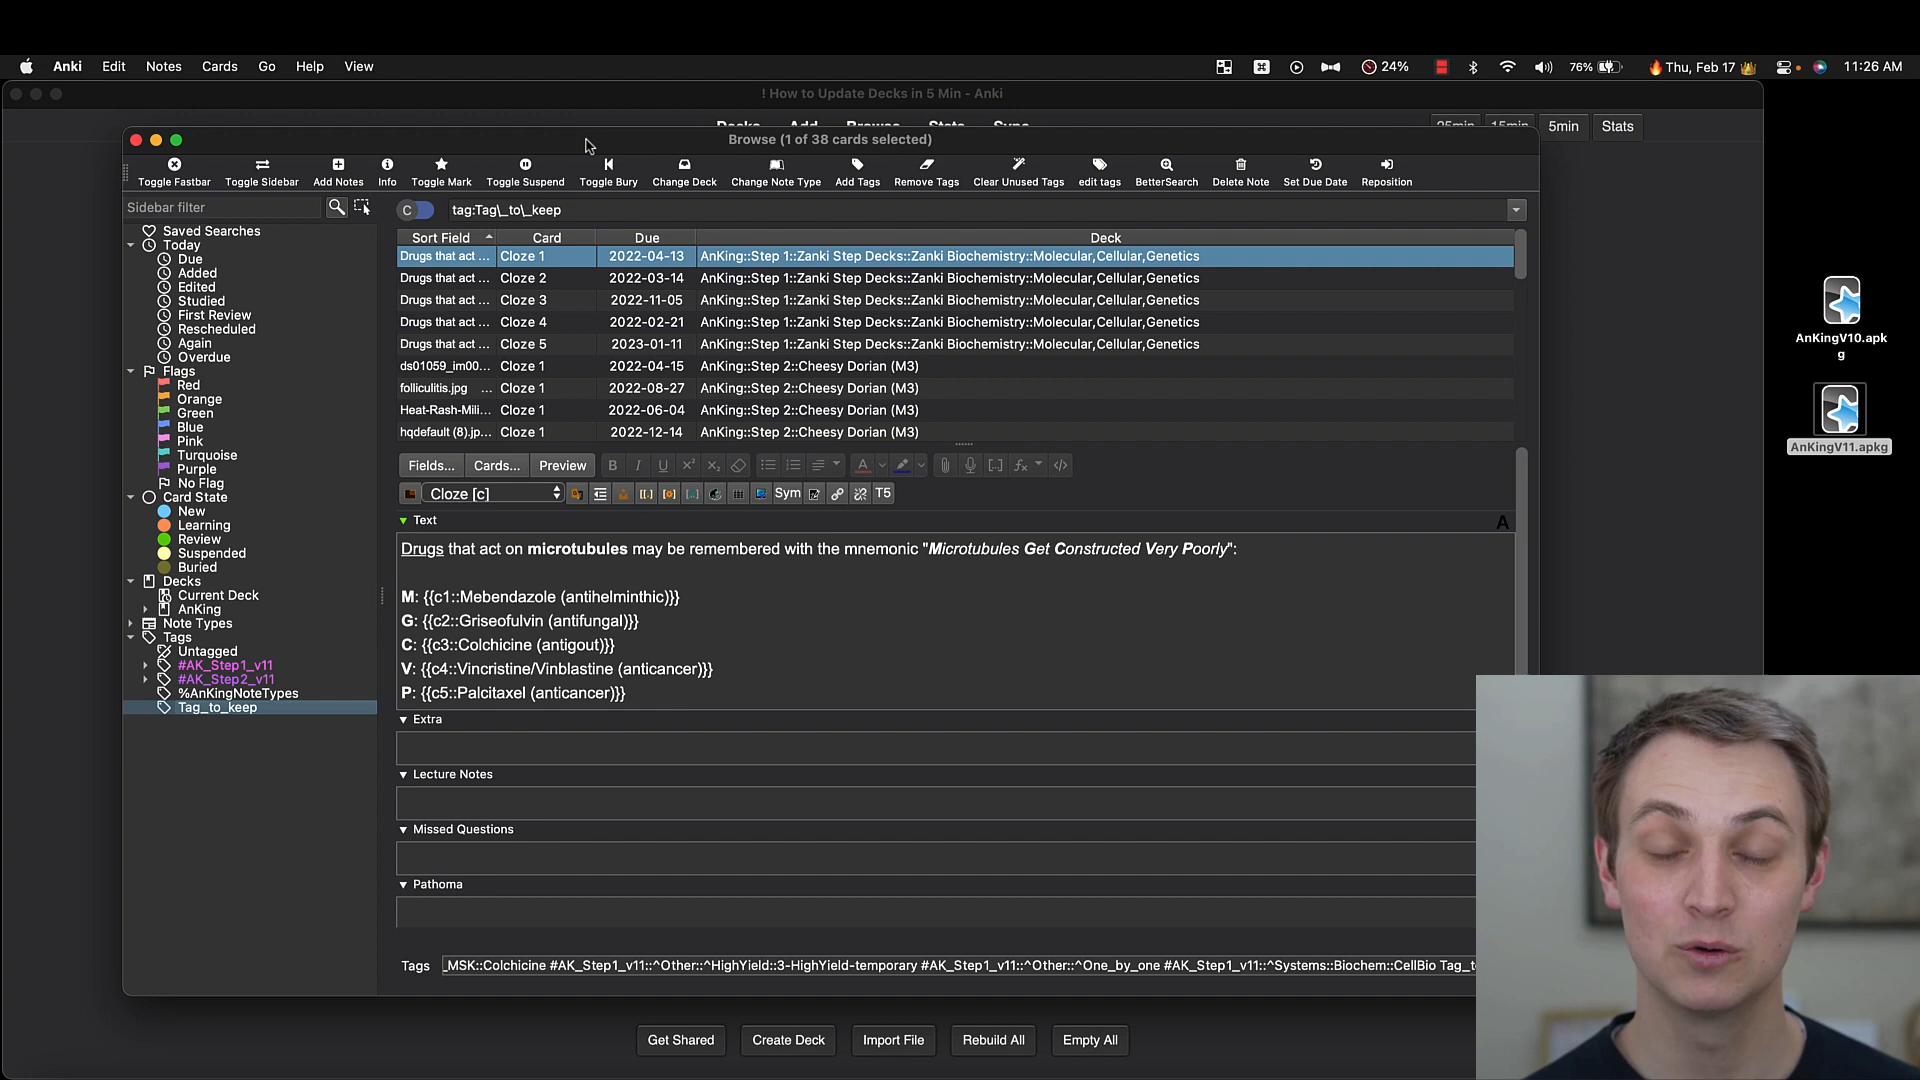 Anki Edit Notes Cards Go Help View 24% 76% Thu, Feb 17 11:26 AM
! How to Update Decks in 5 Min - Anki
15min 5min Stats
Browse (1 of 38 cards selected)
Toggle Fastbar Toggle Sidebar Add Notes Info Toggle Mark Toggle Suspend Toggle Bury Change Deck Change Note Type Add Tags Remove Tags Clear Unused Tags edit tags BetterSearch Delete Note Set Due Date Reposition
Sidebar filter
C tag:Tag\_to\_keep
Sort Field Card Due Deck
Drugs that act ... Cloze 1 2022-04-13 AnKing::Step 1::Zanki Step Decks::Zanki Biochemistry::Molecular,Cellular,Genetics
Drugs that act ... Cloze 2 2022-03-14 AnKing::Step 1::Zanki Step Decks::Zanki Biochemistry::Molecular,Cellular,Genetics
Drugs that act ... Cloze 3 2022-11-05 AnKing::Step 1::Zanki Step Decks::Zanki Biochemistry::Molecular,Cellular,Genetics
Drugs that act ... Cloze 4 2022-02-21 AnKing::Step 1::Zanki Step Decks::Zanki Biochemistry::Molecular,Cellular,Genetics
Drugs that act ... Cloze 5 2023-01-11 AnKing::Step 1::Zanki Step Decks::Zanki Biochemistry::Molecular,Cellular,Genetics
ds01059_im00... Cloze 1 2022-04-15 AnKing::Step 2::Cheesy Dorian (M3)
folliculitis.jpg ... Cloze 1 2022-08-27 AnKing::Step 2::Cheesy Dorian (M3)
Heat-Rash-Mili... Cloze 1 2022-06-04 AnKing::Step 2::Cheesy Dorian (M3)
hqdefault (8).jp... Cloze 1 2022-12-14 AnKing::Step 2::Cheesy Dorian (M3)
Saved Searches
Today
Due
Added
Edited
Studied
First Review
Rescheduled
Again
Overdue
Flags
Red
Orange
Green
Blue
Pink
Turquoise
Purple
No Flag
Card State
New
Learning
Review
Suspended
Buried
Decks
Current Deck
AnKing
Note Types
Tags
Untagged
#AK_Step1_v11
#AK_Step2_v11
%AnKingNoteTypes
Tag_to_keep
Fields... Cards... Preview B I U
Cloze [c] Sym T5
Text A
Drugs that act on microtubules may be remembered with the mnemonic "Microtubules Get Constructed Very Poorly":
M: {{c1::Mebendazole (antihelminthic)}}
G: {{c2::Griseofulvin (antifungal)}}
C: {{c3::Colchicine (antigout)}}
V: {{c4::Vincristine/Vinblastine (anticancer)}}
P: {{c5::Palcitaxel (anticancer)}}
Extra
Lecture Notes
Missed Questions
Pathoma
Tags _MSK::Colchicine #AK_Step1_v11::^Other::^HighYield::3-HighYield-temporary #AK_Step1_v11::^Other::^One_by_one #AK_Step1_v11::^Systems::Biochem::CellBio
Get Shared Create Deck Import File Rebuild All Empty All
AnKingV10.apk
g
AnKingV11.apkg